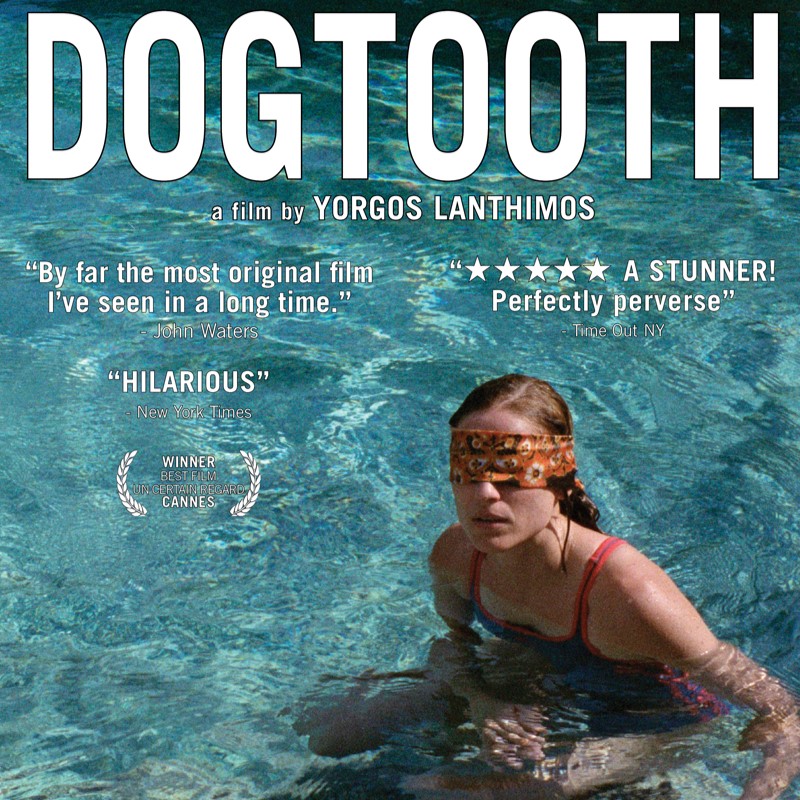 DOGTOOTH
a film by YORGOS LANTHIMOS
“By far the most original film
I’ve seen in a long time.”
- John Waters
“★★★★★ A STUNNER!
Perfectly perverse”
- Time Out NY
“HILARIOUS”
- New York Times
WINNER
BEST FILM
UN CERTAIN REGARD
CANNES